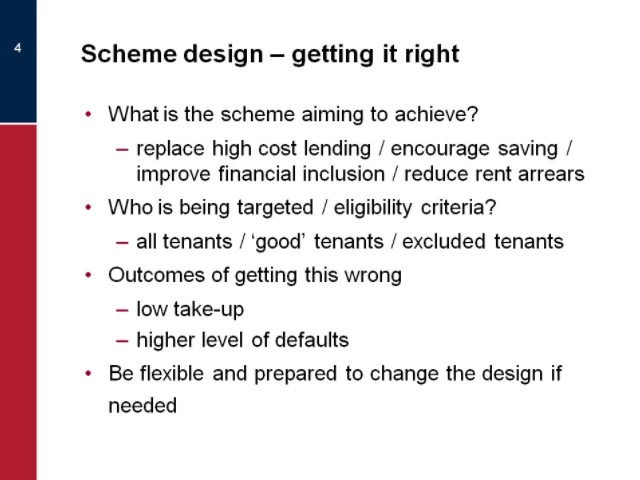 4
Scheme design – getting it right
• What is the scheme aiming to achieve?
– replace high cost lending / encourage saving /
improve financial inclusion / reduce rent arrears
• Who is being targeted / eligibility criteria?
– all tenants / ‘good’ tenants / excluded tenants
• Outcomes of getting this wrong
– low take-up
– higher level of defaults
• Be flexible and prepared to change the design if
needed